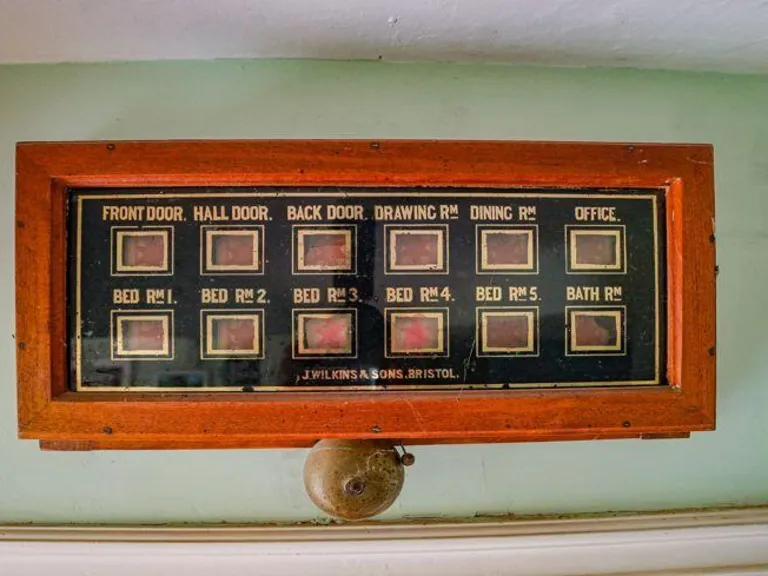 FRONT DOOR. HALL DOOR. BACK DOOR. DRAWING RM DINING RM OFFICE.
BED RM 1. BED RM 2. BED RM 3. BED RM 4. BED RM 5. BATH RM
J. WILKINS & SONS. BRISTOL.